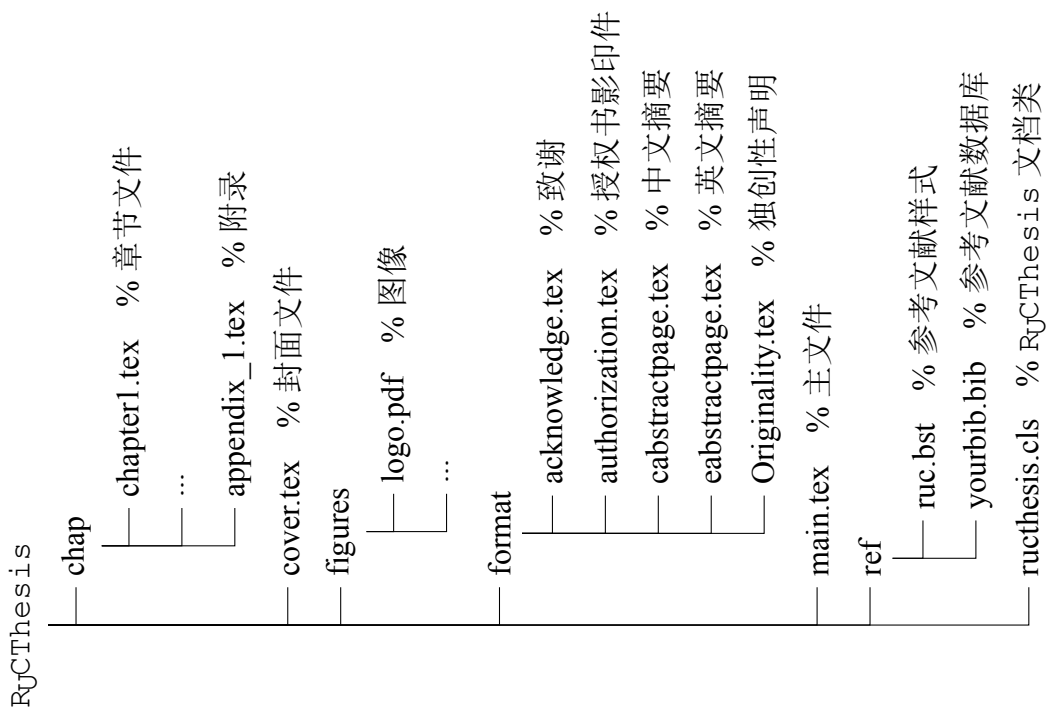 RUCThesis
chap
chapter1.tex % 章节文件
...
appendix_1.tex % 附录
cover.tex % 封面文件
figures
logo.pdf % 图像
...
format
acknowledge.tex % 致谢
authorization.tex % 授权书影印件
cabstractpage.tex % 中文摘要
eabstractpage.tex % 英文摘要
Originality.tex % 独创性声明
main.tex % 主文件
ref
ruc.bst % 参考文献样式
yourbib.bib % 参考文献数据库
ructhesis.cls % RUCThesis 文档类